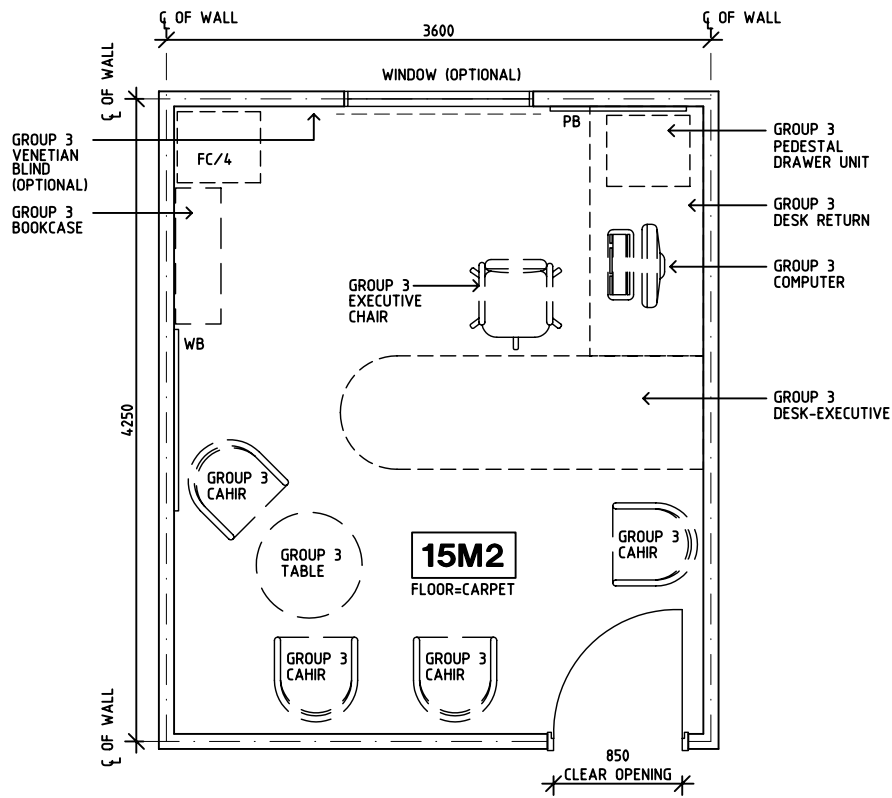 ℄ OF WALL
℄ OF WALL
3600
℄ OF WALL
WINDOW (OPTIONAL)
GROUP 3
VENETIAN
BLIND
(OPTIONAL)
FC/4
PB
GROUP 3
PEDESTAL
DRAWER UNIT
GROUP 3
BOOKCASE
GROUP 3
DESK RETURN
GROUP 3
COMPUTER
GROUP 3
EXECUTIVE
CHAIR
WB
GROUP 3
DESK-EXECUTIVE
4250
GROUP 3
CAHIR
GROUP 3
TABLE
15M2
FLOOR=CARPET
GROUP 3
CAHIR
GROUP 3
CAHIR
GROUP 3
CAHIR
℄ OF WALL
850
CLEAR OPENING